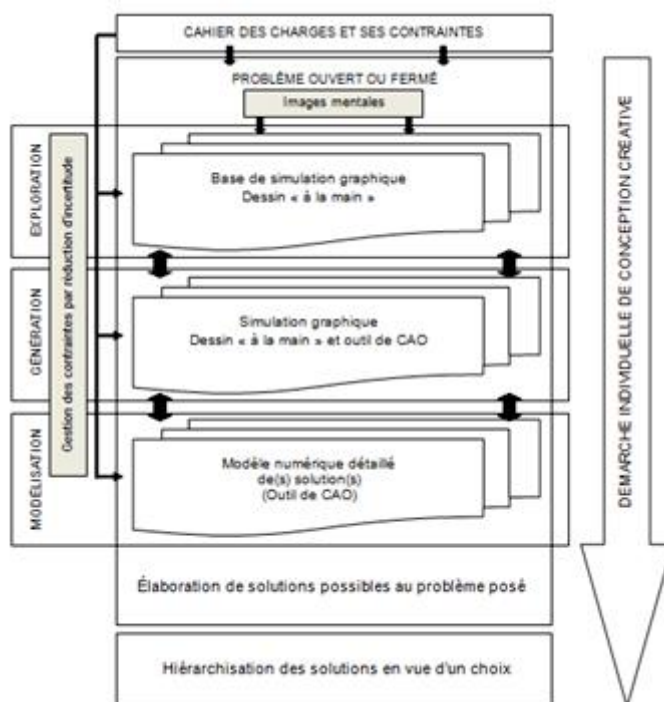 CAHIER DES CHARGES ET SES CONTRAINTES
PROBLÈME OUVERT OU FERMÉ
Images mentales
EXPLORATION
Gestion des contraintes par réduction d'incertitude
Base de simulation graphique
Dessin « à la main »
GÉNÉRATION
Simulation graphique
Dessin « à la main » et outil de CAO
MODÉLISATION
Modèle numérique détaillé
de(s) solution(s)
(Outil de CAO)
Élaboration de solutions possibles au problème posé
Hiérarchisation des solutions en vue d'un choix
DEMARCHE INDIVIDUELLE DE CONCEPTION CREATIVE